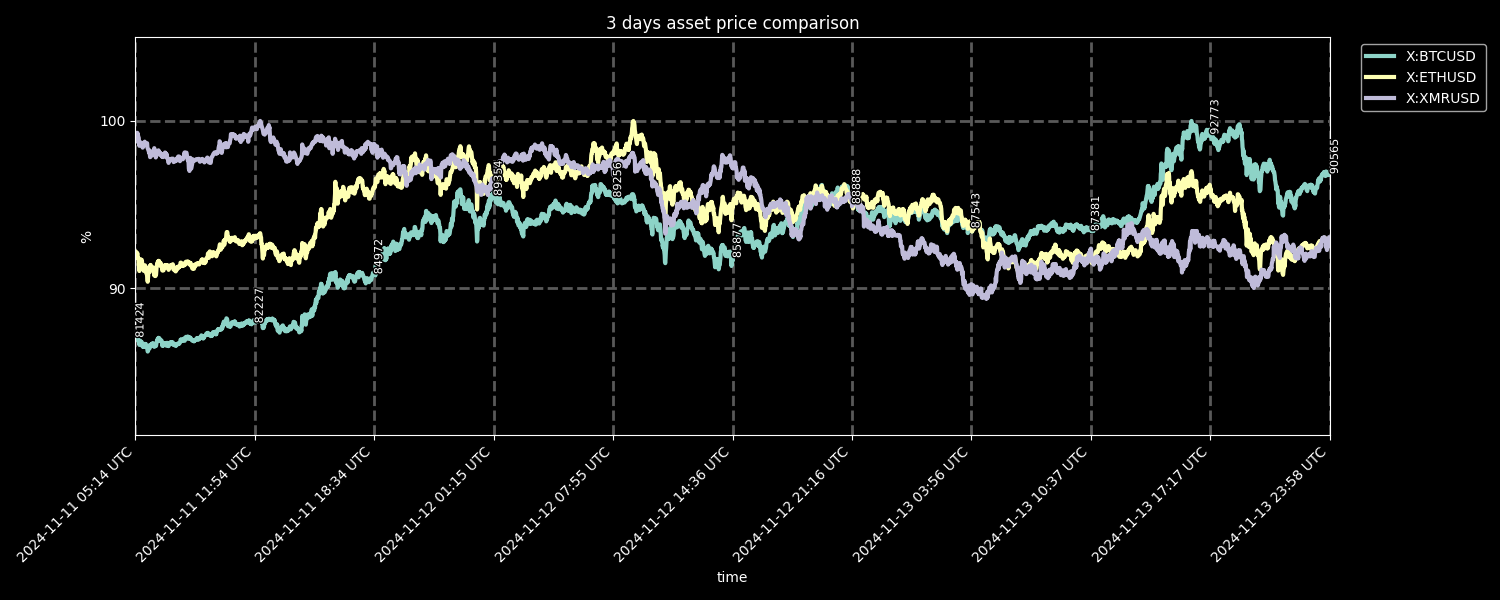 3 days asset price comparison
X:BTCUSD
X:ETHUSD
X:XMRUSD
%
100
90
81424
82227
84972
89354
89256
85877
88888
87543
87381
92773
90565
2024-11-11 05:14 UTC
2024-11-11 11:54 UTC
2024-11-11 18:34 UTC
2024-11-12 01:15 UTC
2024-11-12 07:55 UTC
2024-11-12 14:36 UTC
2024-11-12 21:16 UTC
2024-11-13 03:56 UTC
2024-11-13 10:37 UTC
2024-11-13 17:17 UTC
2024-11-13 23:58 UTC
time